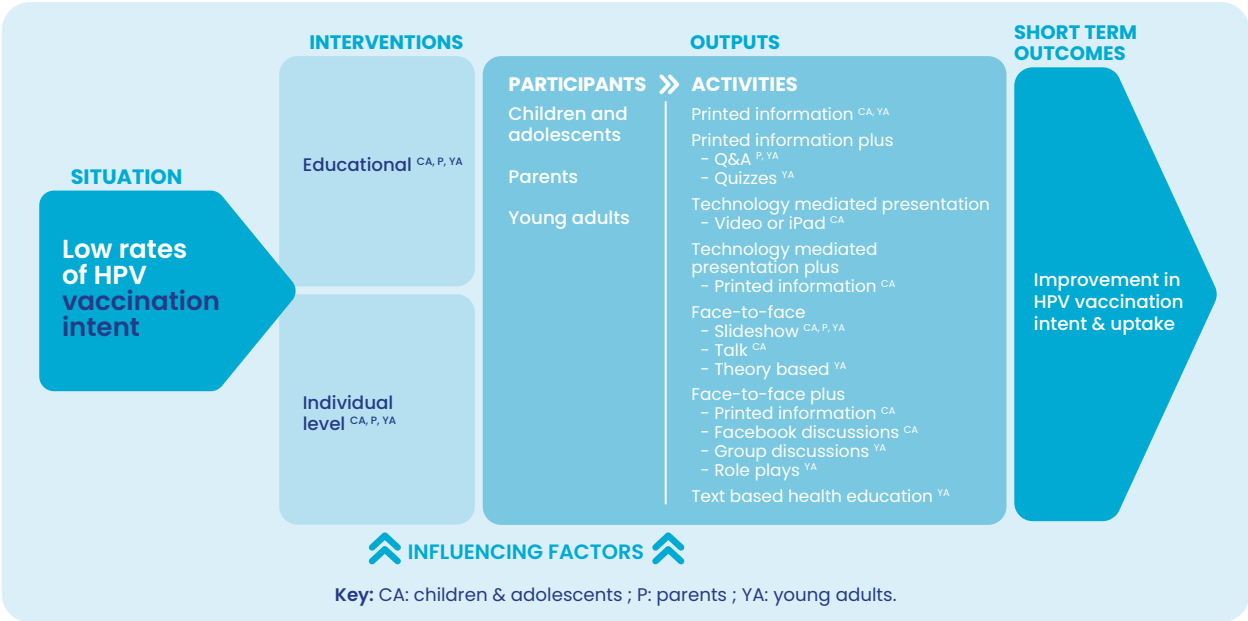 SITUATION
Low rates
of HPV
vaccination
intent
INTERVENTIONS
Educational CA, P, YA
Individual
level CA, P, YA
OUTPUTS
PARTICIPANTS
Children and
adolescents
Parents
Young adults
ACTIVITIES
Printed information CA, YA
Printed information plus
- Q&A P, YA
- Quizzes YA
Technology mediated presentation
- Video or iPad CA
Technology mediated
presentation plus
- Printed information CA
Face-to-face
- Slideshow CA, P, YA
- Talk CA
- Theory based YA
Face-to-face plus
- Printed information CA
- Facebook discussions CA
- Group discussions YA
- Role plays YA
Text based health education YA
SHORT TERM
OUTCOMES
Improvement in
HPV vaccination
intent & uptake
INFLUENCING FACTORS
Key: CA: children & adolescents ; P: parents ; YA: young adults.